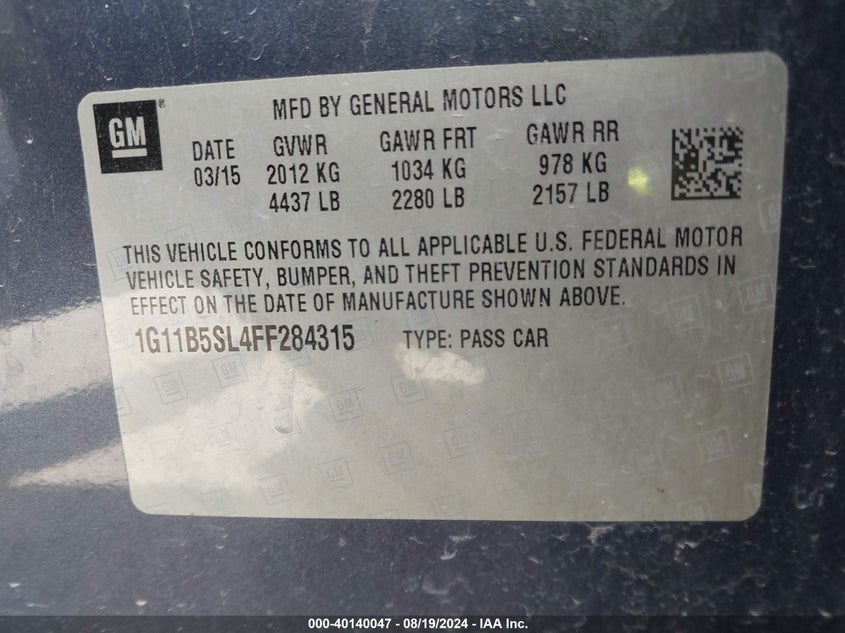 GM
MFD BY GENERAL MOTORS LLC
DATE GVWR GAWR FRT GAWR RR
03/15 2012 KG 1034 KG 978 KG
4437 LB 2280 LB 2157 LB
THIS VEHICLE CONFORMS TO ALL APPLICABLE U.S. FEDERAL MOTOR
VEHICLE SAFETY, BUMPER, AND THEFT PREVENTION STANDARDS IN
EFFECT ON THE DATE OF MANUFACTURE SHOWN ABOVE.
1G11B5SL4FF284315 TYPE: PASS CAR
000-40140047 - 08/19/2024 - IAA Inc.